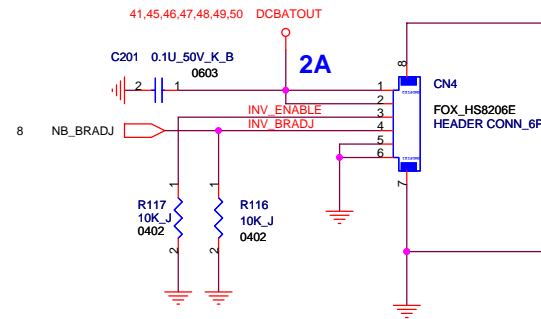 41,45,46,47,48,49,50 DCBATOUT
C201 0.1U_50V_K_B
0603
2A
2 1
8
CN4
1
2
INV_ENABLE 3
FOX_HS8206E
8 NB_BRADJ INV_BRADJ 4
HEADER CONN_6P
5
6
7
1 1
R117
10K_J
0402
2
R116
10K_J
0402
2